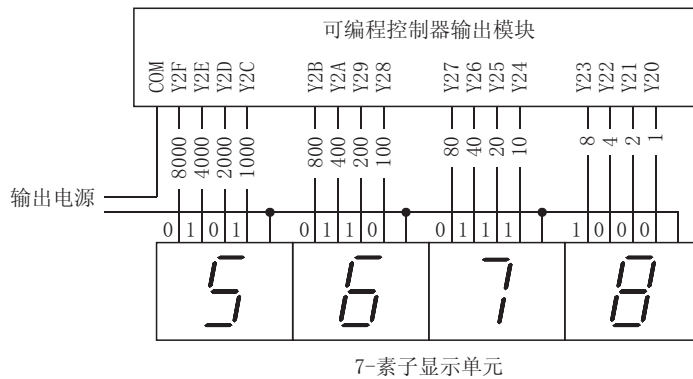 可编程控制器输出模块
COM Y2F Y2E Y2D Y2C Y2B Y2A Y29 Y28 Y27 Y26 Y25 Y24 Y23 Y22 Y21 Y20
8000 4000 2000 1000 800 400 200 100 80 40 20 10 8 4 2 1
输出电源
0 1 0 1 0 1 1 0 0 1 1 1 1 0 0 0
5 6 7 8
7-素子显示单元